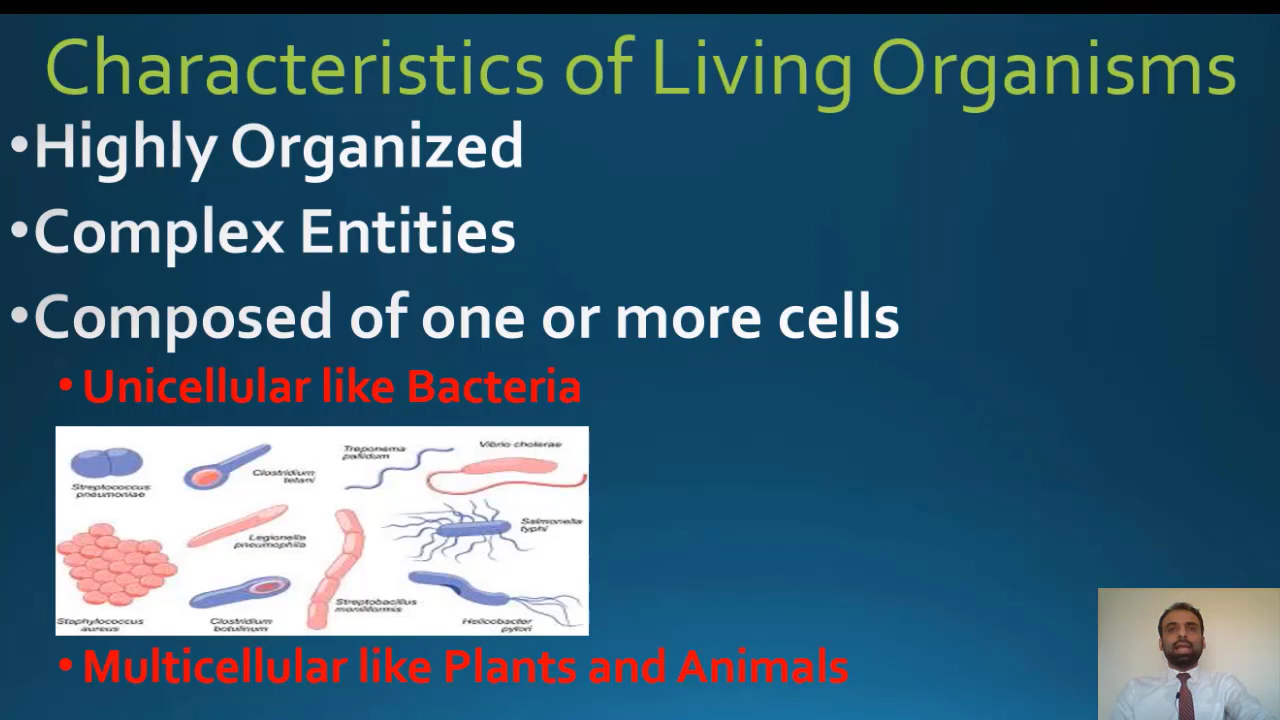 Characteristics of Living Organisms
•Highly Organized
•Complex Entities
•Composed of one or more cells
• Unicellular like Bacteria
Streptococcus
pneumoniae
Clostridium
tetani
Treponema
pallidum
Vibrio cholerae
Legionella
pneumophila
Salmonella
typhi
Staphylococcus
aureus
Clostridium
botulinum
Streptobacillus
moniliformis
Helicobacter
pylori
• Multicellular like Plants and Animals